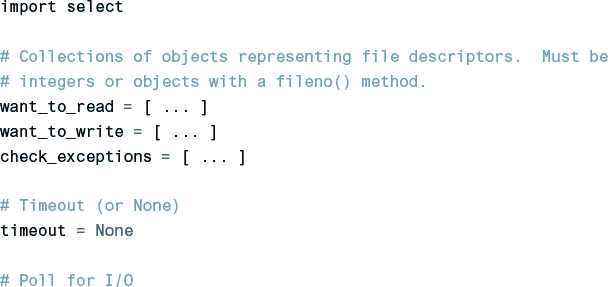 import select
# Collections of objects representing file descriptors.  Must be
# integers or objects with a fileno() method.
want_to_read = [ ... ]
want_to_write = [ ... ]
check_exceptions = [ ... ]
# Timeout (or None)
timeout = None
# Poll for I/O